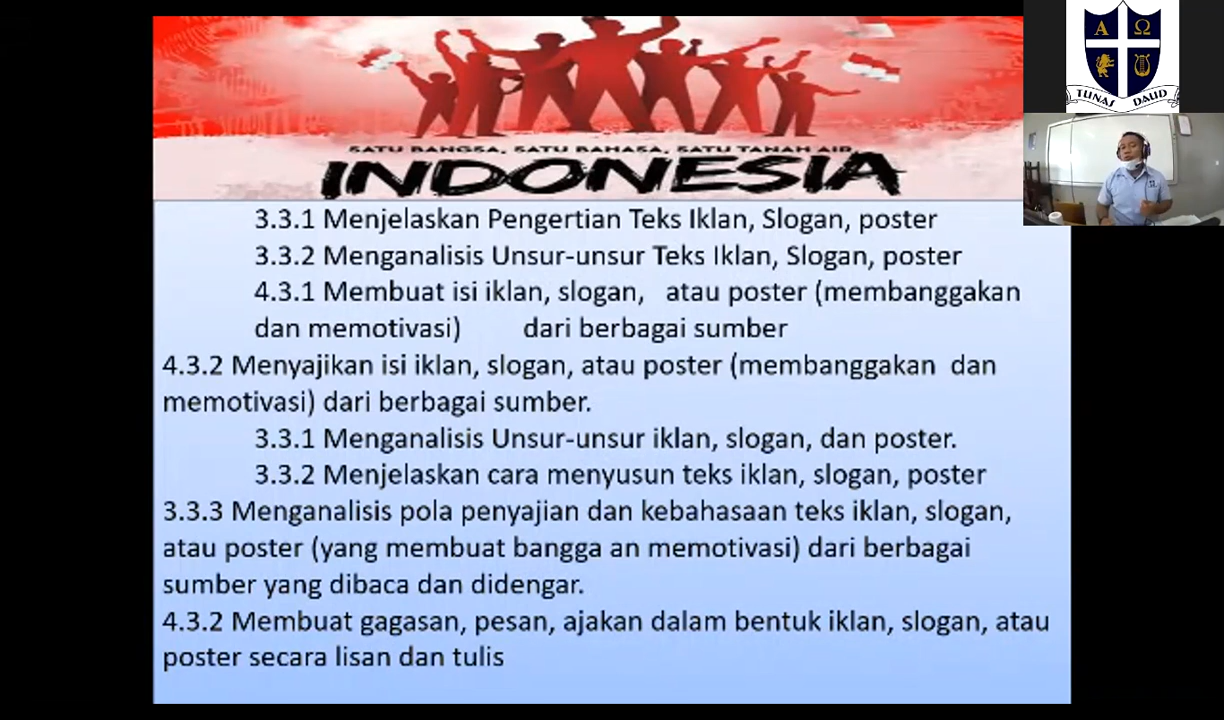 SATU BANGSA, SATU BAHASA, SATU TANAH AIR
INDONESIA
3.3.1 Menjelaskan Pengertian Teks Iklan, Slogan, poster
3.3.2 Menganalisis Unsur-unsur Teks Iklan, Slogan, poster
4.3.1 Membuat isi iklan, slogan, atau poster (membanggakan
dan memotivasi) dari berbagai sumber
4.3.2 Menyajikan isi iklan, slogan, atau poster (membanggakan dan
memotivasi) dari berbagai sumber.
3.3.1 Menganalisis Unsur-unsur iklan, slogan, dan poster.
3.3.2 Menjelaskan cara menyusun teks iklan, slogan, poster
3.3.3 Menganalisis pola penyajian dan kebahasaan teks iklan, slogan,
atau poster (yang membuat bangga an memotivasi) dari berbagai
sumber yang dibaca dan didengar.
4.3.2 Membuat gagasan, pesan, ajakan dalam bentuk iklan, slogan, atau
poster secara lisan dan tulis
Α Ω
TUNAS DAUD